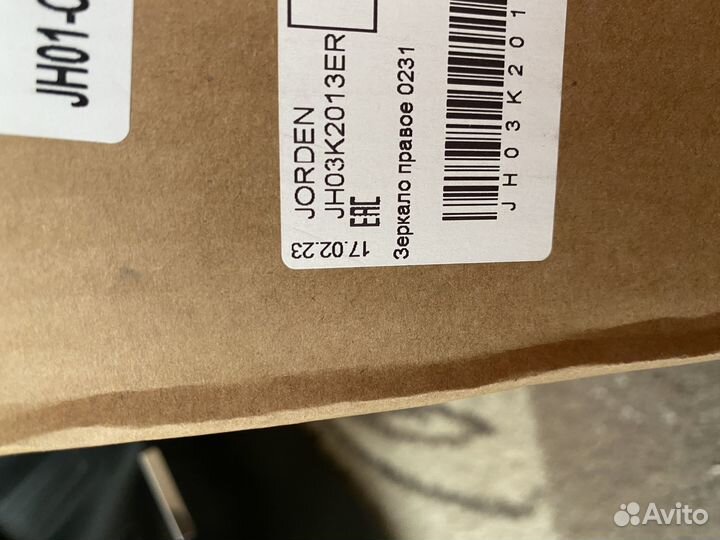 JH01-
JORDEN
JH03K2013ER
EAC
17.02.23
Зеркало правое 0231
JH03K201
Avito